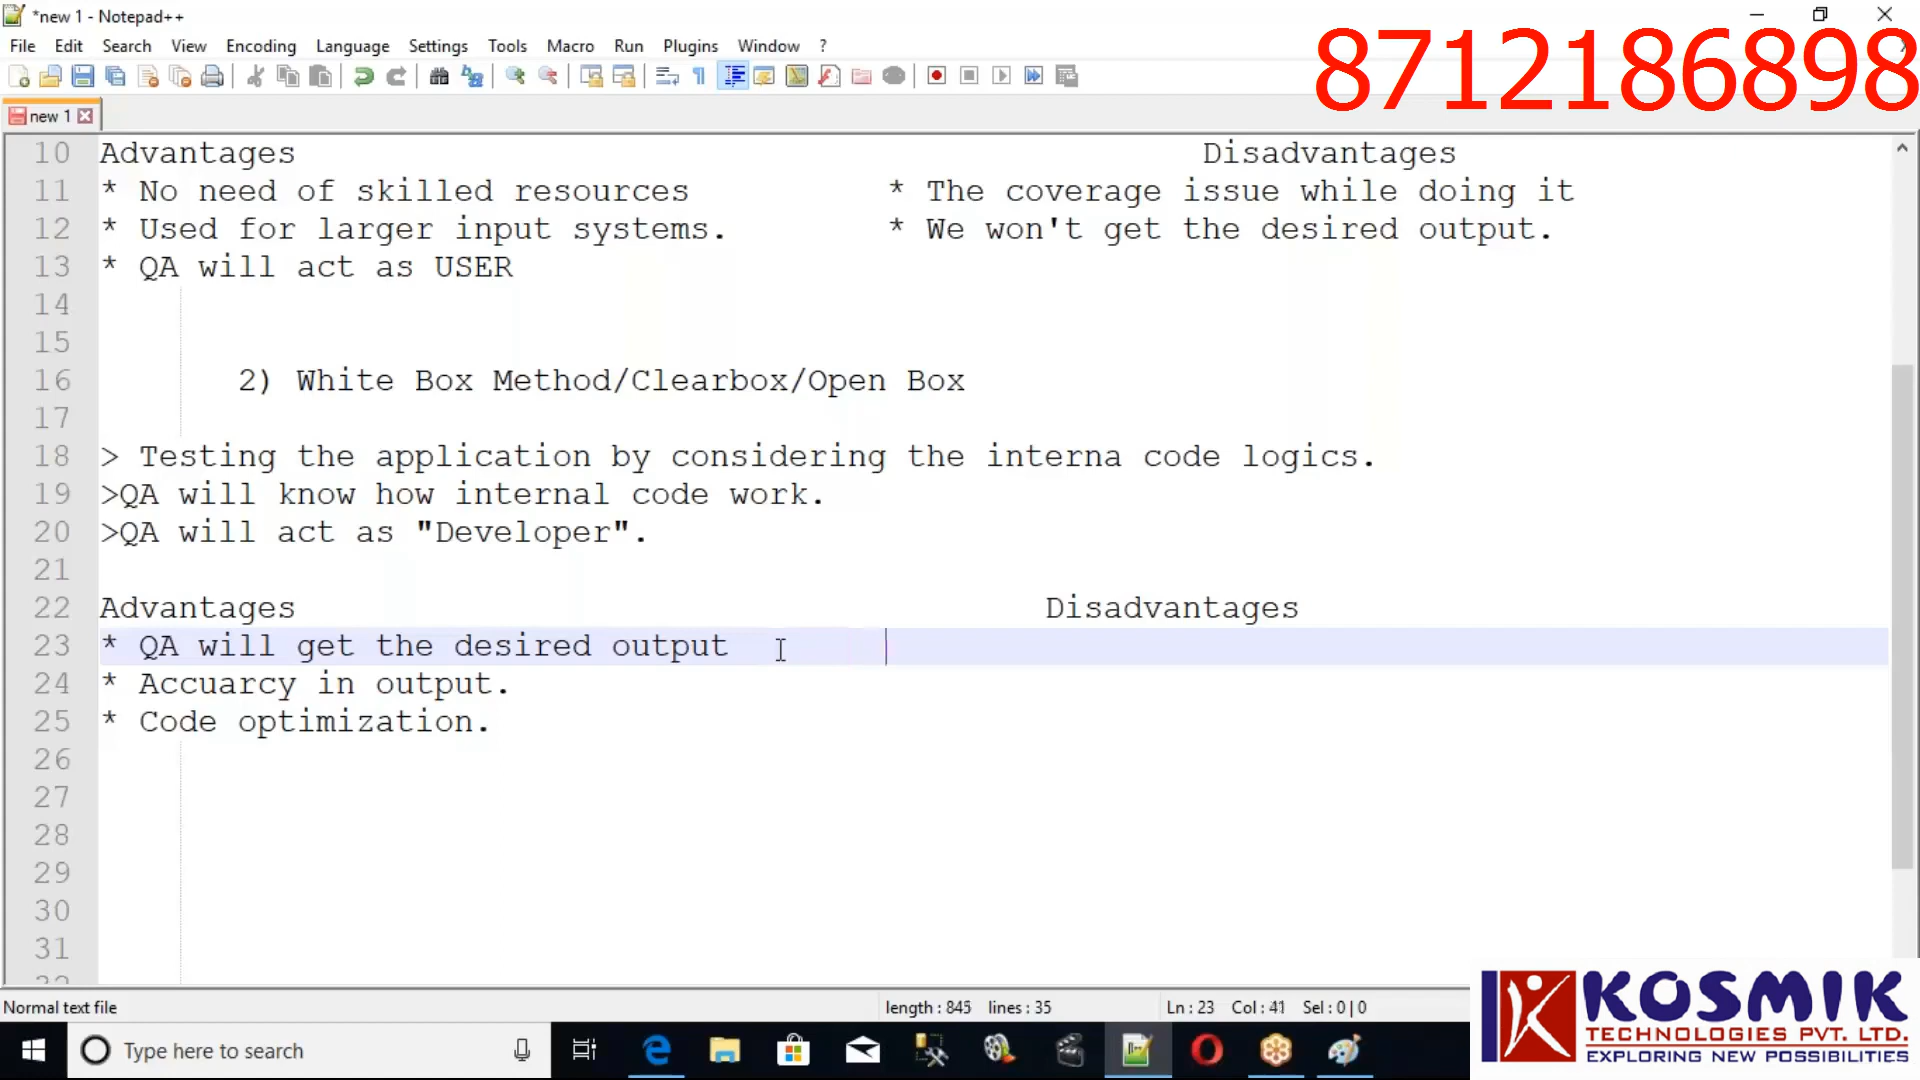 *new 1 - Notepad++
File Edit Search View Encoding Language Settings Tools Macro Run Plugins Window ?
8712186898
new 1
10 Advantages Disadvantages
11 * No need of skilled resources * The coverage issue while doing it
12 * Used for larger input systems. * We won't get the desired output.
13 * QA will act as USER
14
15
16 2) White Box Method/Clearbox/Open Box
17
18 > Testing the application by considering the interna code logics.
19 >QA will know how internal code work.
20 >QA will act as "Developer".
21
22 Advantages Disadvantages
23 * QA will get the desired output
24 * Accuarcy in output.
25 * Code optimization.
26
27
28
29
30
31
32
Normal text file length : 845 lines : 35 Ln : 23 Col : 41 Sel : 0 | 0
Type here to search
KOSMIK
TECHNOLOGIES PVT. LTD.
EXPLORING NEW POSSIBILITIES